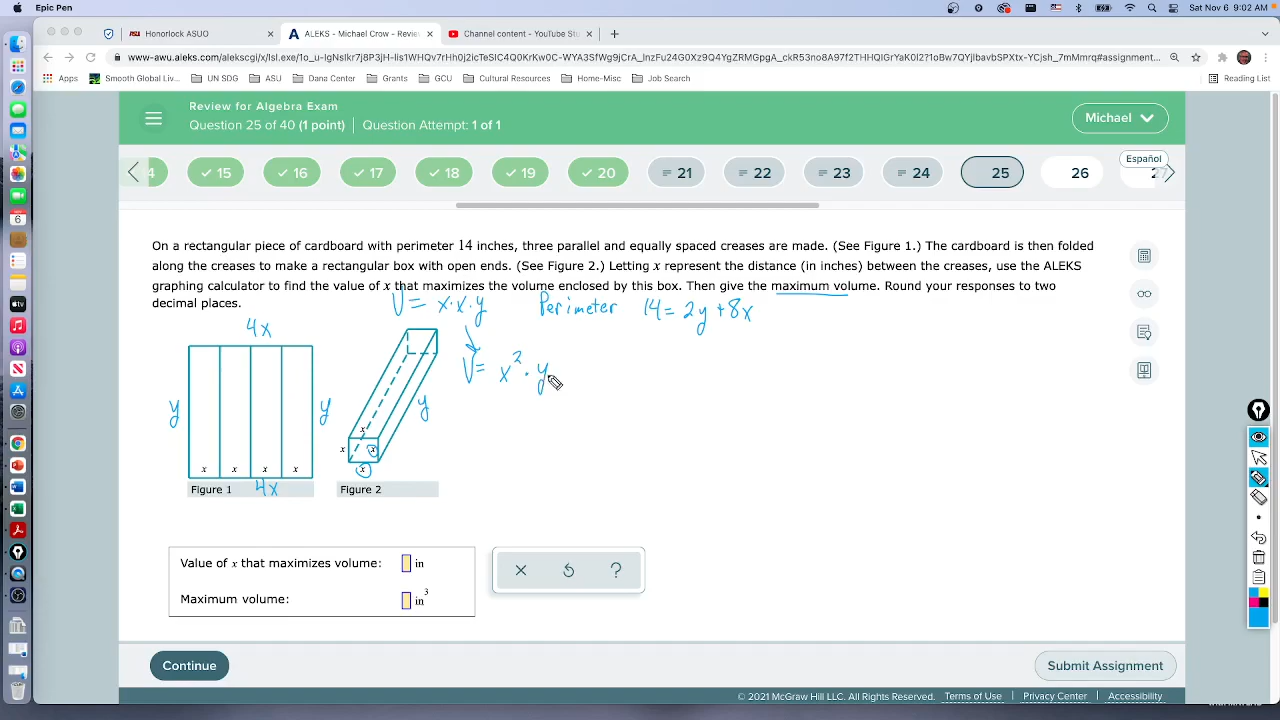 Epic Pen
Sat Nov 6 9:02 AM
Honorlock ASUO
ALEKS - Michael Crow - Revie
Channel content - YouTube Stu
Apps
Smooth Global Liv...
UN SDG
ASU
Dana Center
Grants
GCU
Cultural Resources
Home-Misc
Job Search
Reading List
Review for Algebra Exam
Question 25 of 40 (1 point) | Question Attempt: 1 of 1
Michael
Español
4
✓ 15
✓ 16
✓ 17
✓ 18
✓ 19
✓ 20
= 21
= 22
= 23
= 24
25
26
On a rectangular piece of cardboard with perimeter 14 inches, three parallel and equally spaced creases are made. (See Figure 1.) The cardboard is then folded
along the creases to make a rectangular box with open ends. (See Figure 2.) Letting x represent the distance (in inches) between the creases, use the ALEKS
graphing calculator to find the value of x that maximizes the volume enclosed by this box. Then give the maximum volume. Round your responses to two
decimal places.
V = x·x·y
Perimeter 14 = 2y + 8x
4x
V = x² · y
y
y
y
x
x
x
x
x
x
x
x
4x
Figure 1
Figure 2
Value of x that maximizes volume: in
Maximum volume: in³
Continue
Submit Assignment
© 2021 McGraw Hill LLC. All Rights Reserved. Terms of Use | Privacy Center | Accessibility